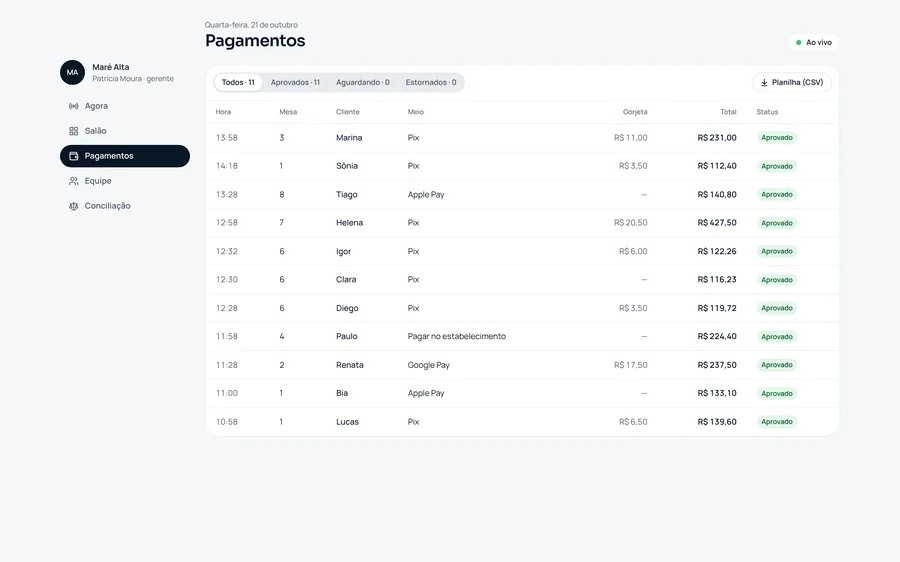 Quarta-feira, 21 de outubro
Pagamentos
Ao vivo
MA
Maré Alta
Patrícia Moura · gerente
Agora
Salão
Pagamentos
Equipe
Conciliação
Todos · 11 Aprovados · 11 Aguardando · 0 Estornados · 0 Planilha (CSV)
Hora Mesa Cliente Meio Gorjeta Total Status
13:58 3 Marina Pix R$ 11,00 R$ 231,00 Aprovado
14:18 1 Sônia Pix R$ 3,50 R$ 112,40 Aprovado
13:28 8 Tiago Apple Pay — R$ 140,80 Aprovado
12:58 7 Helena Pix R$ 20,50 R$ 427,50 Aprovado
12:32 6 Igor Pix R$ 6,00 R$ 122,26 Aprovado
12:30 6 Clara Pix — R$ 116,23 Aprovado
12:28 6 Diego Pix R$ 3,50 R$ 119,72 Aprovado
11:58 4 Paulo Pagar no estabelecimento — R$ 224,40 Aprovado
11:28 2 Renata Google Pay R$ 17,50 R$ 237,50 Aprovado
11:00 1 Bia Apple Pay — R$ 133,10 Aprovado
10:58 1 Lucas Pix R$ 6,50 R$ 139,60 Aprovado